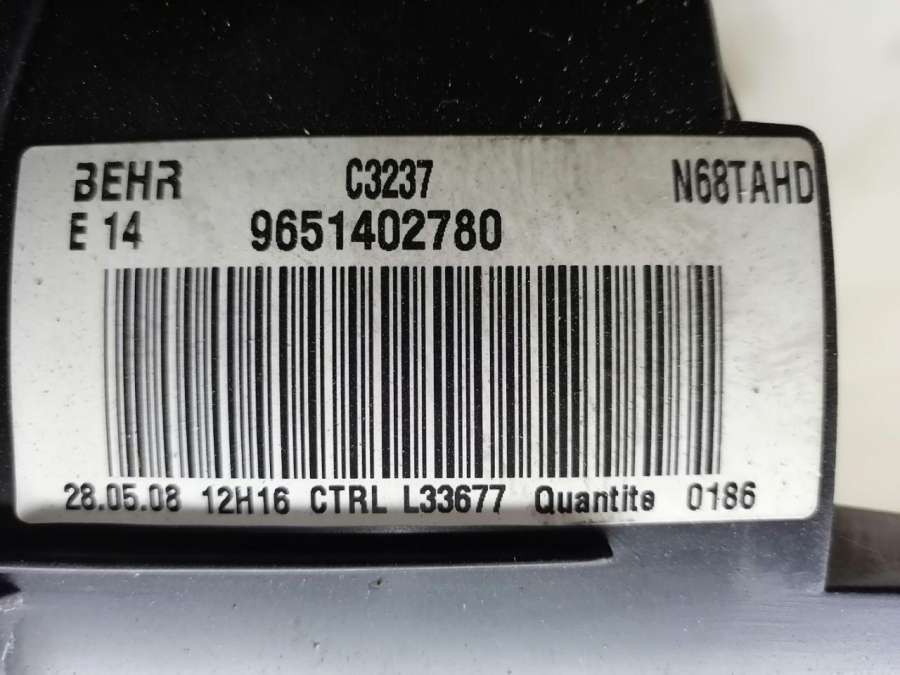 BEHR C3237 N68TAHD
E 14 9651402780
28.05.08 12H16 CTRL L33677 Quantite 0186